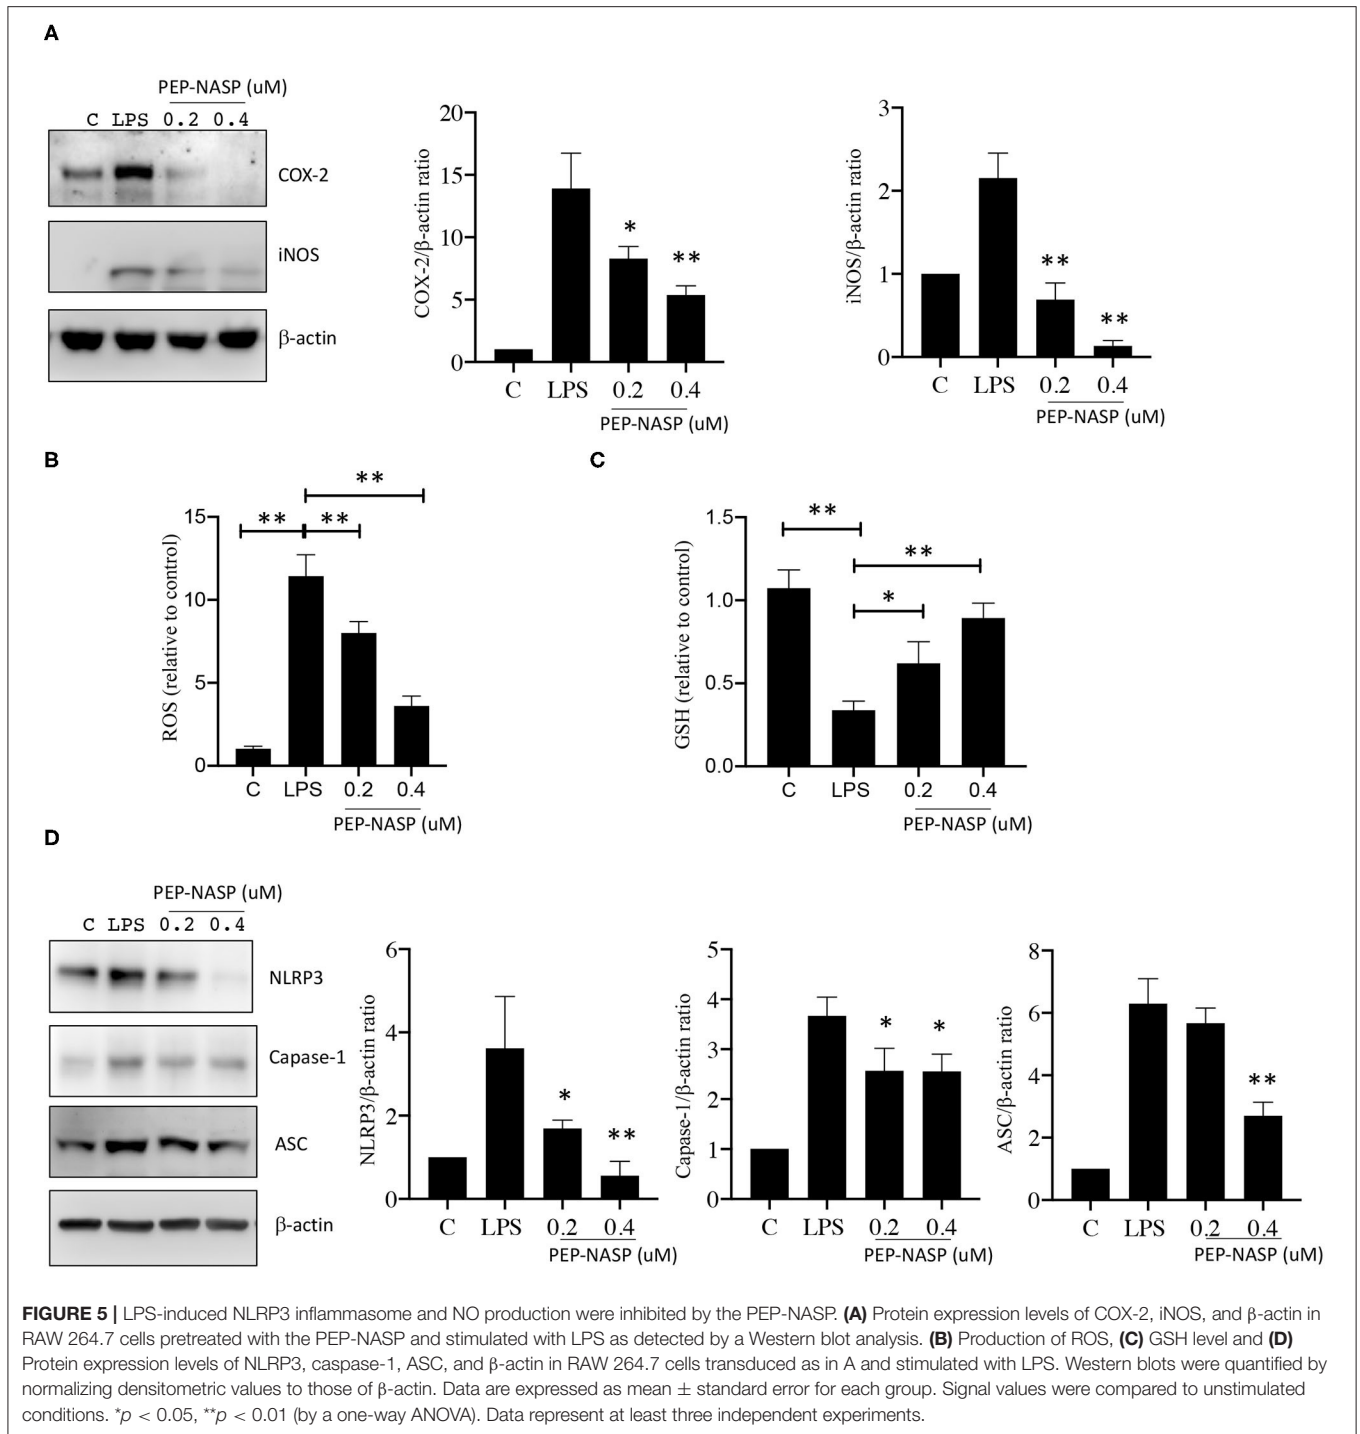 A
PEP-NASP (uM)
C LPS 0.2 0.4
COX-2
iNOS
β-actin
20
15
10
5
0
COX-2/β-actin ratio
*
**
C LPS 0.2 0.4
PEP-NASP (uM)
3
2
1
0
iNOS/β-actin ratio
**
**
C LPS 0.2 0.4
PEP-NASP (uM)
B
15
10
5
0
ROS (relative to control)
**
** **
C LPS 0.2 0.4
PEP-NASP (uM)
C
1.5
1.0
0.5
0.0
GSH (relative to control)
**
**
*
C LPS 0.2 0.4
PEP-NASP (uM)
D
PEP-NASP (uM)
C LPS 0.2 0.4
NLRP3
Capase-1
ASC
β-actin
6
4
2
0
NLRP3/β-actin ratio
*
**
C LPS 0.2 0.4
PEP-NASP (uM)
5
4
3
2
1
0
Capase-1/β-actin ratio
* *
C LPS 0.2 0.4
PEP-NASP (uM)
8
6
4
2
0
ASC/β-actin ratio
**
C LPS 0.2 0.4
PEP-NASP (uM)
FIGURE 5 | LPS-induced NLRP3 inflammasome and NO production were inhibited by the PEP-NASP. (A) Protein expression levels of COX-2, iNOS, and β-actin in
RAW 264.7 cells pretreated with the PEP-NASP and stimulated with LPS as detected by a Western blot analysis. (B) Production of ROS, (C) GSH level and (D)
Protein expression levels of NLRP3, caspase-1, ASC, and β-actin in RAW 264.7 cells transduced as in A and stimulated with LPS. Western blots were quantified by
normalizing densitometric values to those of β-actin. Data are expressed as mean ± standard error for each group. Signal values were compared to unstimulated
conditions. *p < 0.05, **p < 0.01 (by a one-way ANOVA). Data represent at least three independent experiments.